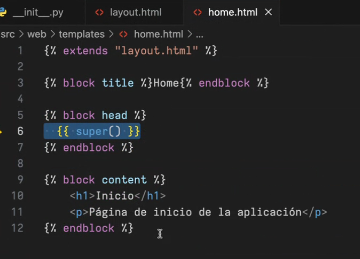 __init__.py layout.html home.html ×
src > web > templates > home.html > ...
1 {% extends "layout.html" %}
2
3 {% block title %}Home{% endblock %}
4
5 {% block head %}
6 {{ super() }}
7 {% endblock %}
8
9 {% block content %}
10 <h1>Inicio</h1>
11 <p>Página de inicio de la aplicación</p>
12 {% endblock %}